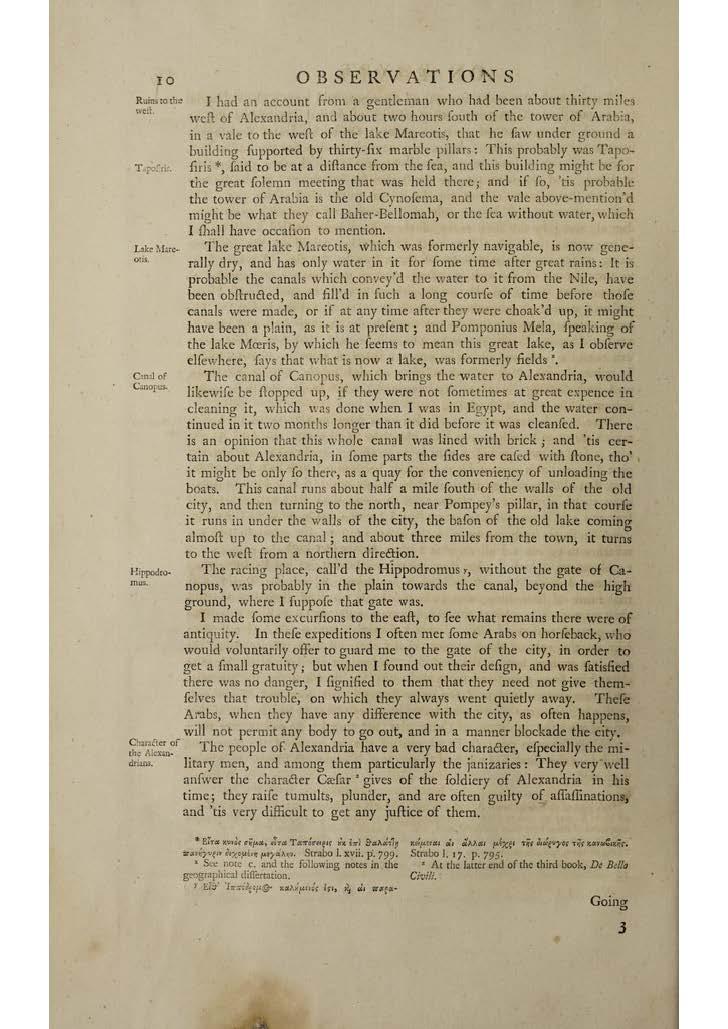 10
OBSERVATIONS
Ruins to the
west.
I had an account from a gentleman who had been about thirty miles
weſt of Alexandria, and about two hours ſouth of the tower of Arabia,
in a vale to the weſt of the lake Mareotis, that he ſaw under ground a
building ſupported by thirty-ſix marble pillars: This probably was Tapo-
Tapoſiris.
ſiris *, ſaid to be at a diſtance from the ſea, and this building might be for
the great ſolemn meeting that was held there; and if ſo, 'tis probable
the tower of Arabia is the old Cynoſema, and the vale above-mention'd
might be what they call Baher-Bellomah, or the ſea without water, which
I ſhall have occaſion to mention.
Lake Mare-
otis.
The great lake Mareotis, which was formerly navigable, is now gene-
rally dry, and has only water in it for ſome time after great rains: It is
probable the canals which convey'd the water to it from the Nile, have
been obſtructed, and fill'd in ſuch a long courſe of time before thoſe
canals were made, or if at any time after they were choak'd up, it might
have been a plain, as it is at preſent; and Pomponius Mela, ſpeaking of
the lake Mœris, by which he ſeems to mean this great lake, as I obſerve
elſewhere, ſays that what is now a lake, was formerly fields ˣ.
Canal of
Canopus.
The canal of Canopus, which brings the water to Alexandria, would
likewiſe be ſtopped up, if they were not ſometimes at great expence in
cleaning it, which was done when I was in Egypt, and the water con-
tinued in it two months longer than it did before it was cleanſed. There
is an opinion that this whole canal was lined with brick; and 'tis cer-
tain about Alexandria, in ſome parts the ſides are caſed with ſtone, tho'
it might be only ſo there, as a quay for the conveniency of unloading the
boats. This canal runs about half a mile ſouth of the walls of the old
city, and then turning to the north, near Pompey's pillar, in that courſe
it runs in under the walls of the city, the baſon of the old lake coming
almoſt up to the canal; and about three miles from the town, it turns
to the weſt from a northern direction.
Hippodro-
mus.
The racing place, call'd the Hippodromus ʸ, without the gate of Ca-
nopus, was probably in the plain towards the canal, beyond the high
ground, where I ſuppoſe that gate was.
I made ſome excurſions to the eaſt, to ſee what remains there were of
antiquity. In theſe expeditions I often met ſome Arabs on horſeback, who
would voluntarily offer to guard me to the gate of the city, in order to
get a ſmall gratuity; but when I found out their deſign, and was ſatisfied
there was no danger, I ſignified to them that they need not give them-
ſelves that trouble, on which they always went quietly away. Theſe
Arabs, when they have any difference with the city, as often happens,
will not permit any body to go out, and in a manner blockade the city.
Character of
the Alexan-
drians.
The people of Alexandria have a very bad character, eſpecially the mi-
litary men, and among them particularly the janizaries: They very well
anſwer the character Cæſar ᶻ gives of the ſoldiery of Alexandria in his
time; they raiſe tumults, plunder, and are often guilty of aſſaſſinations,
and 'tis very difficult to get any juſtice of them.
* Εἶτα κυνὸς σῆμα, εἶτα Ταπόσειρις ὐκ ἐπὶ θαλάτ]η
πανήγυριν δεχομένη μεγάλην. Strabo l. xvii. p. 799.
ˣ See note c. and the following notes in the
geographical diſſertation.
ʸ Εἶθ' Ἱππόδρομος καλύμενός ἐςι, ϗ αἱ παρα-
κείμεναι αἱ ἄλλαι μέχρι τῆς διώρυγος τῆς κανωβικῆς.
Strabo l. 17. p. 795.
ᶻ At the latter end of the third book, De Bello
Civili.
Going
3